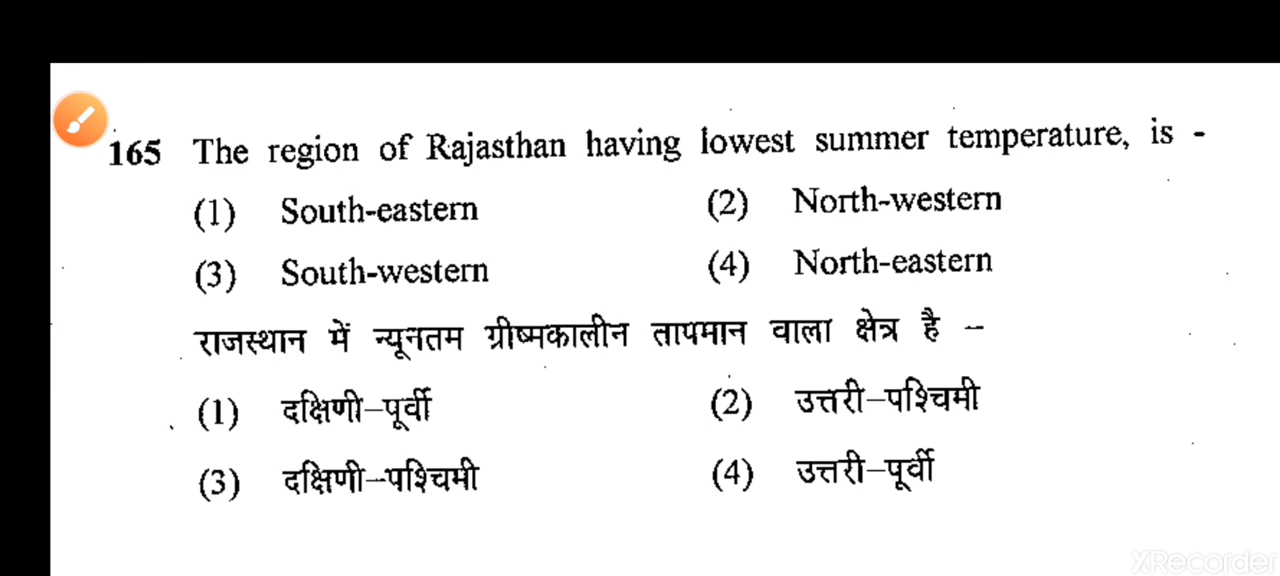 165 The region of Rajasthan having lowest summer temperature, is -
(1) South-eastern (2) North-western
(3) South-western (4) North-eastern
राजस्थान में न्यूनतम ग्रीष्मकालीन तापमान वाला क्षेत्र है –
(1) दक्षिणी–पूर्वी (2) उत्तरी–पश्चिमी
(3) दक्षिणी–पश्चिमी (4) उत्तरी–पूर्वी
XRecorder